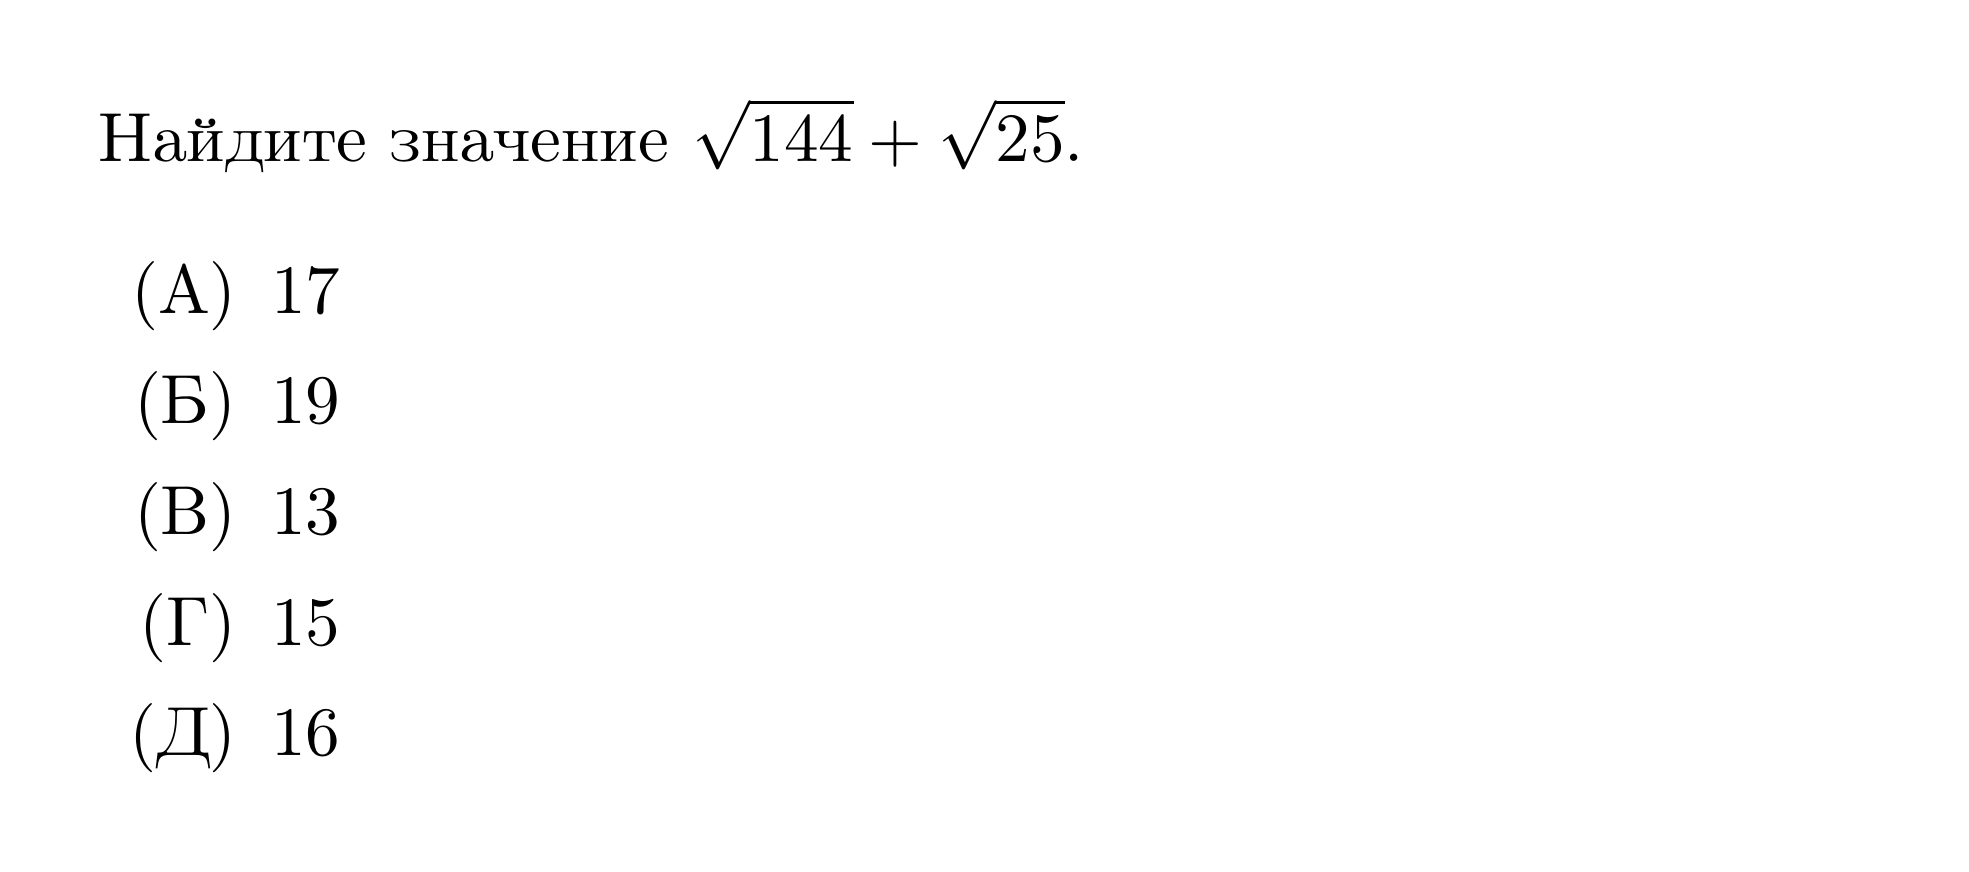 Найдите значение √144 + √25.
(А) 17
(Б) 19
(В) 13
(Г) 15
(Д) 16